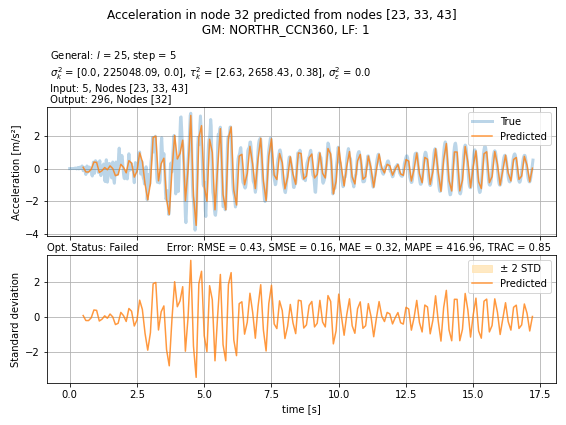 Acceleration in node 32 predicted from nodes [23, 33, 43]
GM: NORTHR_CCN360, LF: 1
General: l = 25, step = 5
σ²ₖ = [0.0, 225048.09, 0.0], τ²ₖ = [2.63, 2658.43, 0.38], σ²ε = 0.0
Input: 5, Nodes [23, 33, 43]
Output: 296, Nodes [32]
Acceleration [m/s²]
2
0
−2
−4
True
Predicted
Opt. Status: Failed Error: RMSE = 0.43, SMSE = 0.16, MAE = 0.32, MAPE = 416.96, TRAC = 0.85
Standard deviation
2
0
−2
± 2 STD
Predicted
0.0 2.5 5.0 7.5 10.0 12.5 15.0 17.5
time [s]